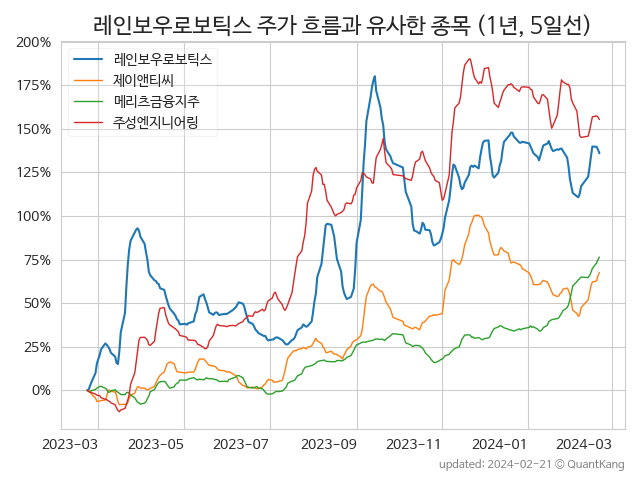 레인보우로보틱스 주가 흐름과 유사한 종목 (1년, 5일선)
200%
175%
150%
125%
100%
75%
50%
25%
0%
레인보우로보틱스
제이앤티씨
메리츠금융지주
주성엔지니어링
2023-03 2023-05 2023-07 2023-09 2023-11 2024-01 2024-03
updated: 2024-02-21 © QuantKang